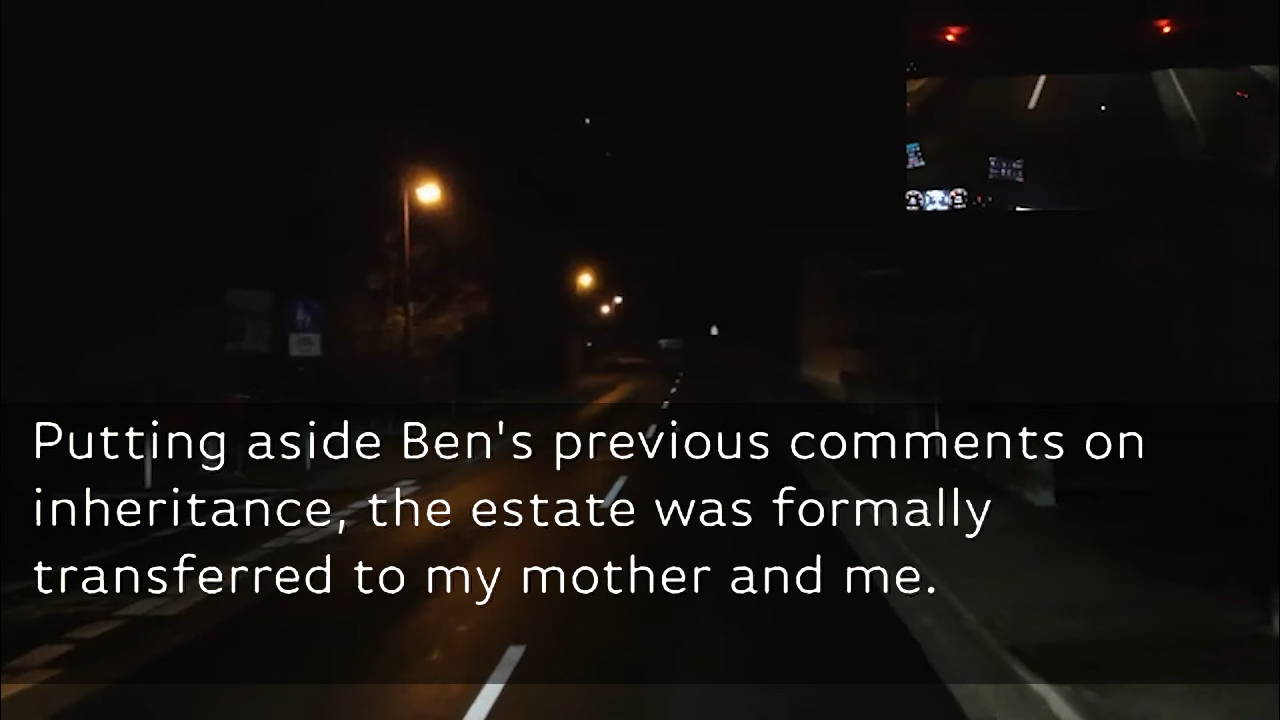 Putting aside Ben's previous comments on
inheritance, the estate was formally
transferred to my mother and me.